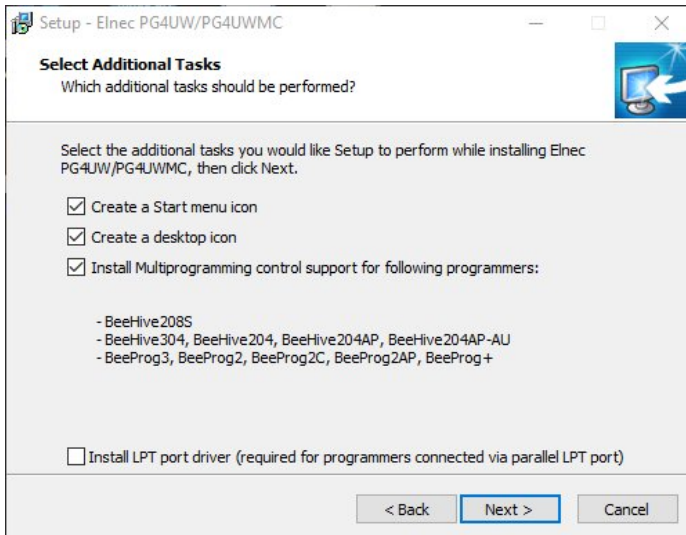 Setup - Elnec PG4UW/PG4UWMC
Select Additional Tasks
Which additional tasks should be performed?
Select the additional tasks you would like Setup to perform while installing Elnec
PG4UW/PG4UWMC, then click Next.
Create a Start menu icon
Create a desktop icon
Install Multiprogramming control support for following programmers:
- BeeHive208S
- BeeHive304, BeeHive204, BeeHive204AP, BeeHive204AP-AU
- BeeProg3, BeeProg2, BeeProg2C, BeeProg2AP, BeeProg+
Install LPT port driver (required for programmers connected via parallel LPT port)
< Back Next > Cancel